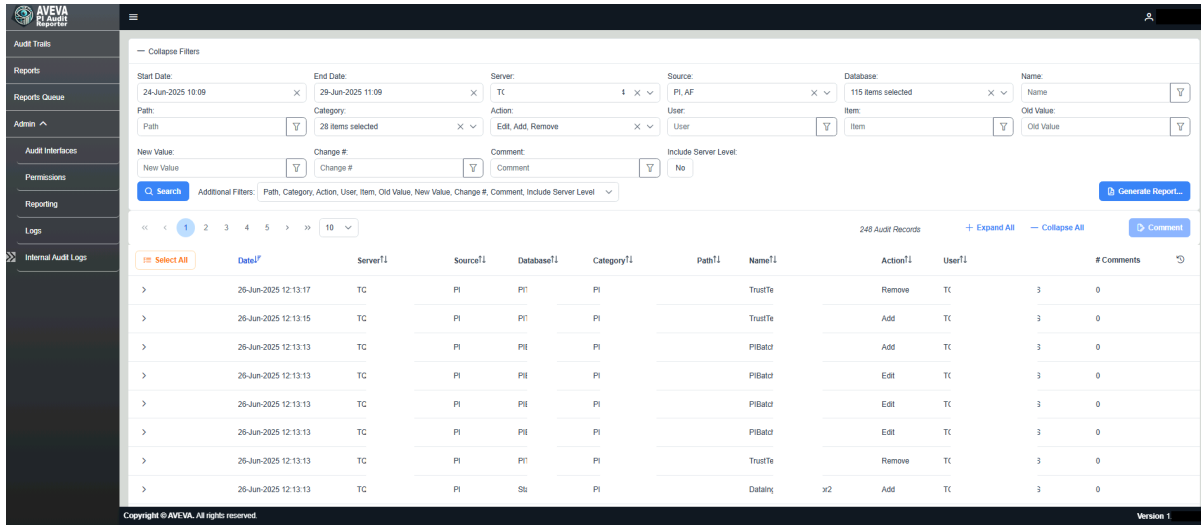 AVEVA
PI Audit
Reporter
Audit Trails
Reports
Reports Queue
Admin
Audit Interfaces
Permissions
Reporting
Logs
Internal Audit Logs
Collapse Filters
Start Date: End Date: Server: Source: Database: Name:
24-Jun-2025 10:09 29-Jun-2025 11:09 PI, AF 115 items selected Name
Path: Category: Action: User: Item: Old Value:
Path 28 items selected Edit, Add, Remove User Item Old Value
New Value: Change #: Comment: Include Server Level:
New Value Change # Comment No
Search Additional Filters: Path, Category, Action, User, Item, Old Value, New Value, Change #, Comment, Include Server Level Generate Report...
1 2 3 4 5 10 248 Audit Records + Expand All — Collapse All Comment
Select All Date Server Source Database Category Path Name Action User # Comments
26-Jun-2025 12:13:17 PI PI TrustTe Remove 0
26-Jun-2025 12:13:15 PI PI TrustTe Add 0
26-Jun-2025 12:13:13 PI PI PIBatch Add 0
26-Jun-2025 12:13:13 PI PI PIBatch Edit 0
26-Jun-2025 12:13:13 PI PI PIBatch Edit 0
26-Jun-2025 12:13:13 PI PI PIBatch Edit 0
26-Jun-2025 12:13:13 PI PI TrustTe Remove 0
26-Jun-2025 12:13:13 PI PI DataIng or2 Add 0
Copyright © AVEVA. All rights reserved. Version 1